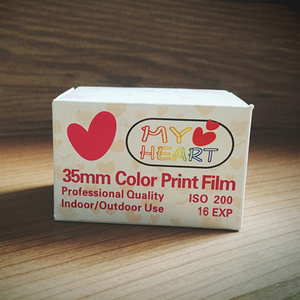 MY
HEART
35mm Color Print Film
Professional Quality ISO 200
Indoor/Outdoor Use 16 EXP